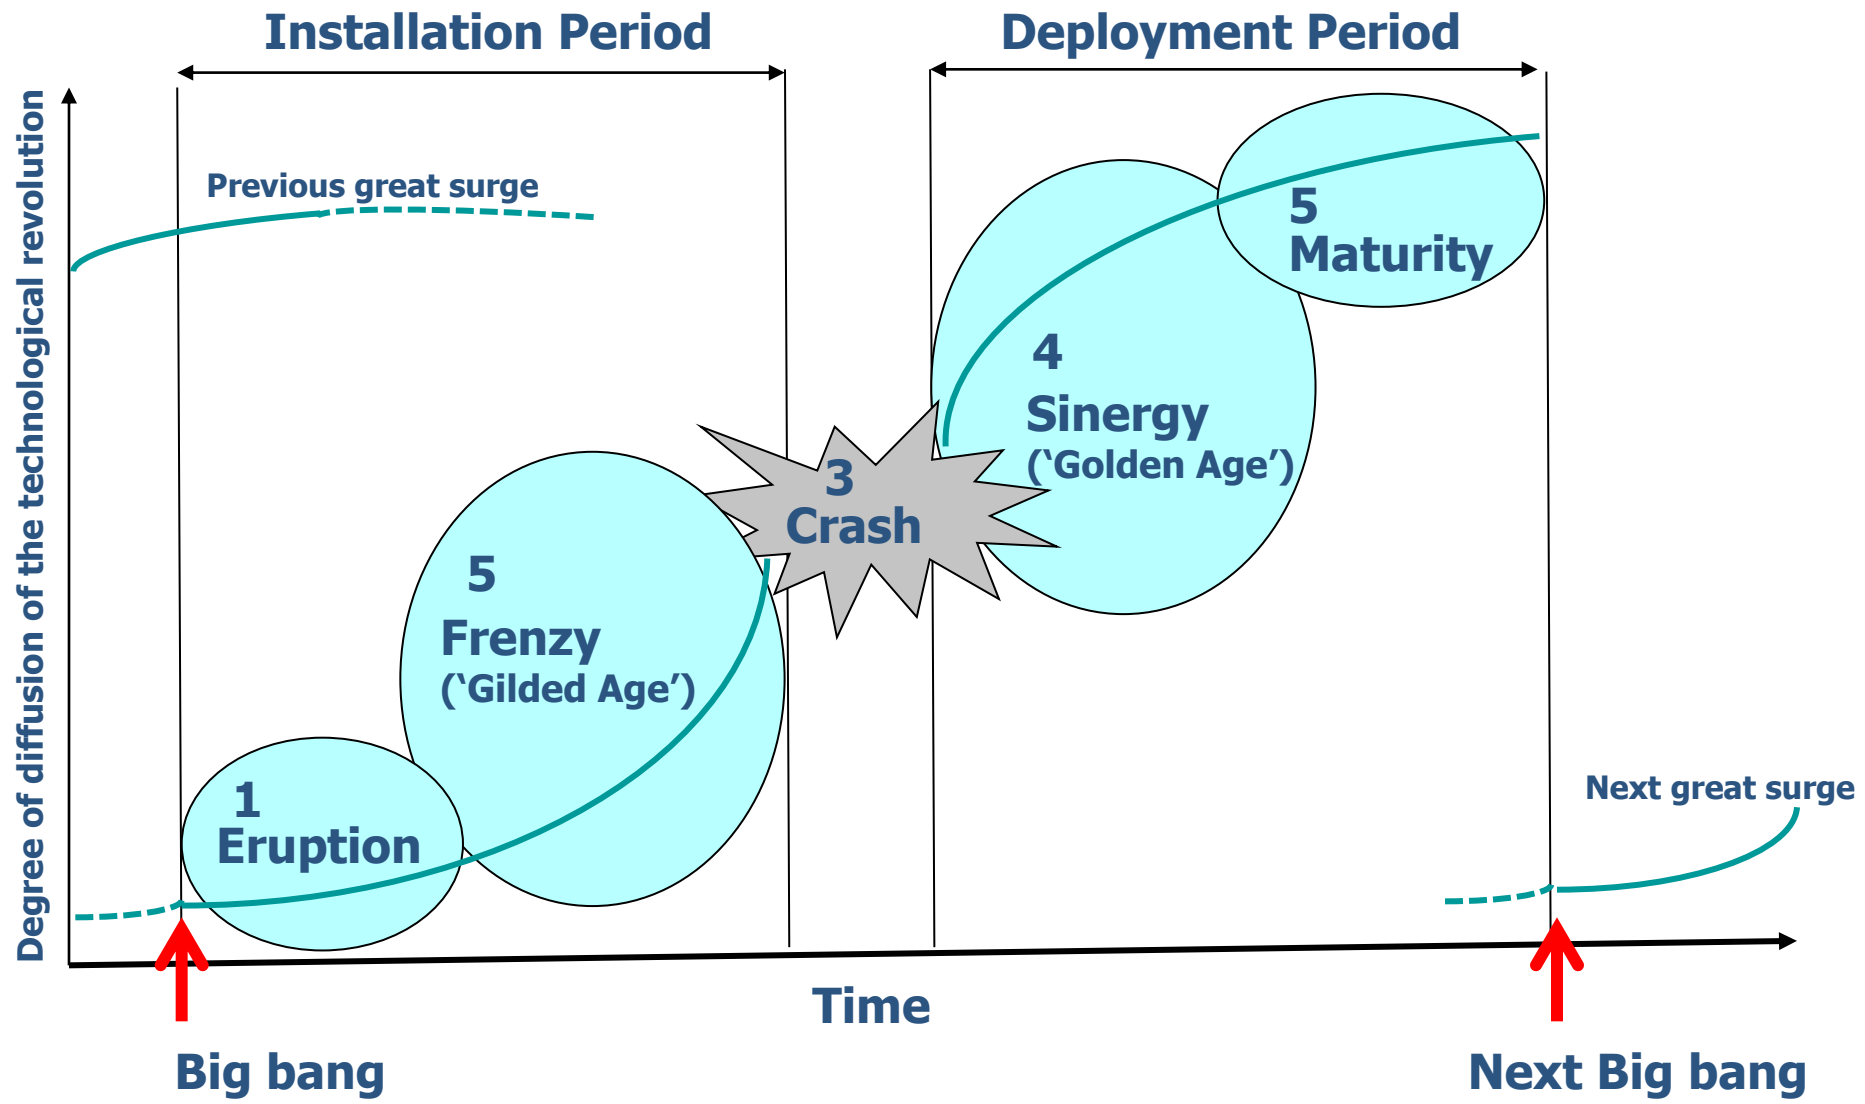 Installation Period
Deployment Period
Degree of diffusion of the technological revolution
Previous great surge
5
Maturity
4
Sinergy
(‘Golden Age’)
3
Crash
5
Frenzy
(‘Gilded Age’)
1
Eruption
Next great surge
Time
Big bang
Next Big bang